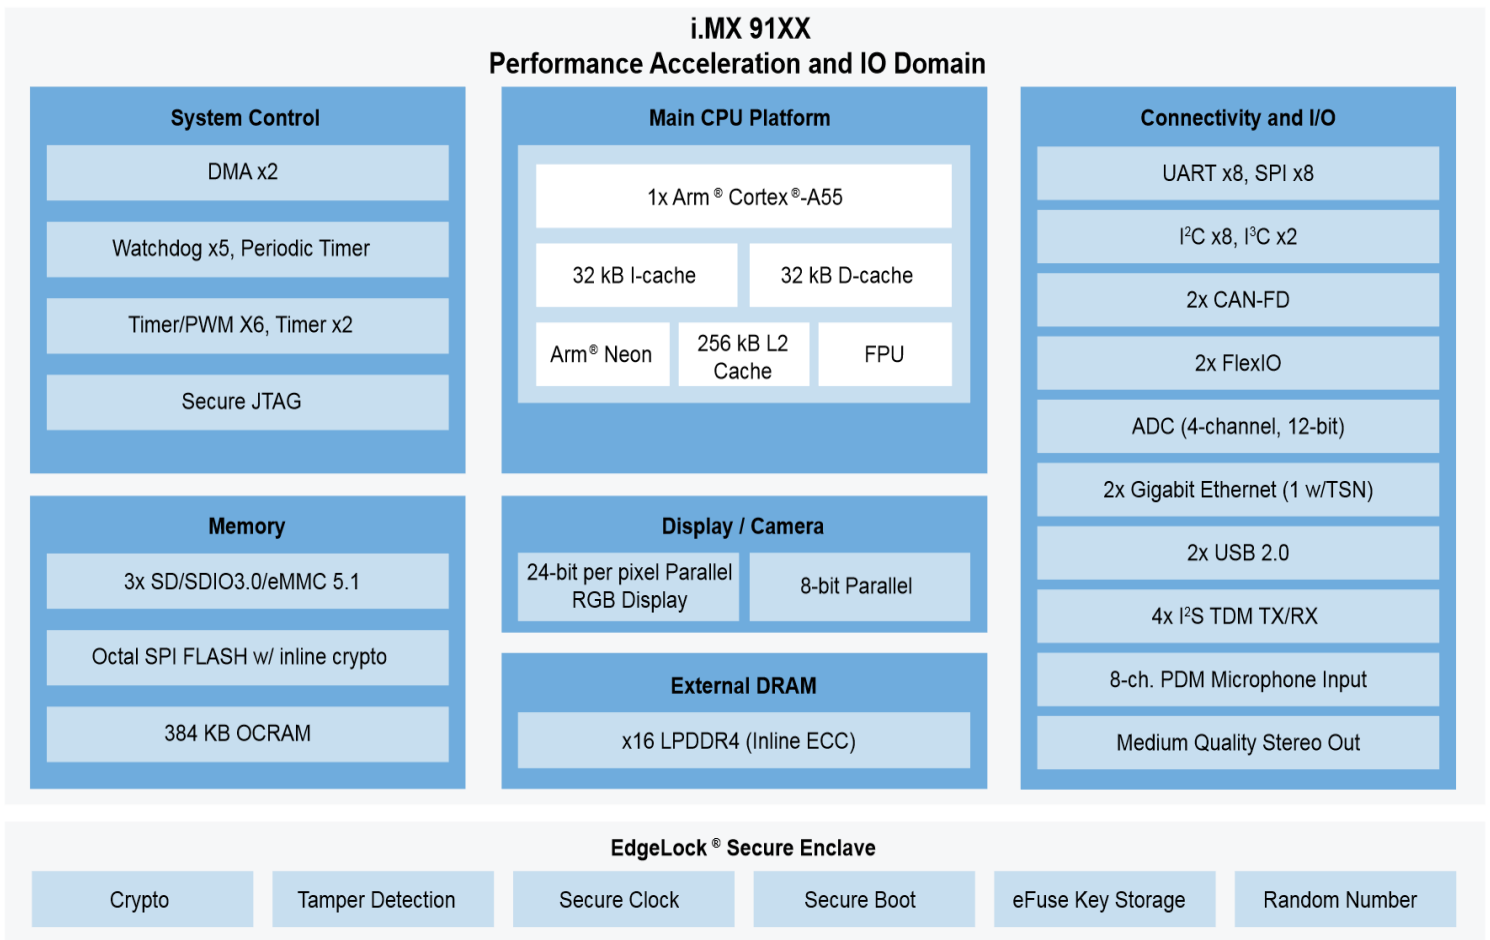 i.MX 91XX
Performance Acceleration and IO Domain
System Control
DMA x2
Watchdog x5, Periodic Timer
Timer/PWM X6, Timer x2
Secure JTAG
Memory
3x SD/SDIO3.0/eMMC 5.1
Octal SPI FLASH w/ inline crypto
384 KB OCRAM
Main CPU Platform
1x Arm® Cortex®-A55
32 kB I-cache
32 kB D-cache
Arm® Neon
256 kB L2
Cache
FPU
Display / Camera
24-bit per pixel Parallel
RGB Display
8-bit Parallel
External DRAM
x16 LPDDR4 (Inline ECC)
Connectivity and I/O
UART x8, SPI x8
I²C x8, I³C x2
2x CAN-FD
2x FlexIO
ADC (4-channel, 12-bit)
2x Gigabit Ethernet (1 w/TSN)
2x USB 2.0
4x I²S TDM TX/RX
8-ch. PDM Microphone Input
Medium Quality Stereo Out
EdgeLock® Secure Enclave
Crypto
Tamper Detection
Secure Clock
Secure Boot
eFuse Key Storage
Random Number